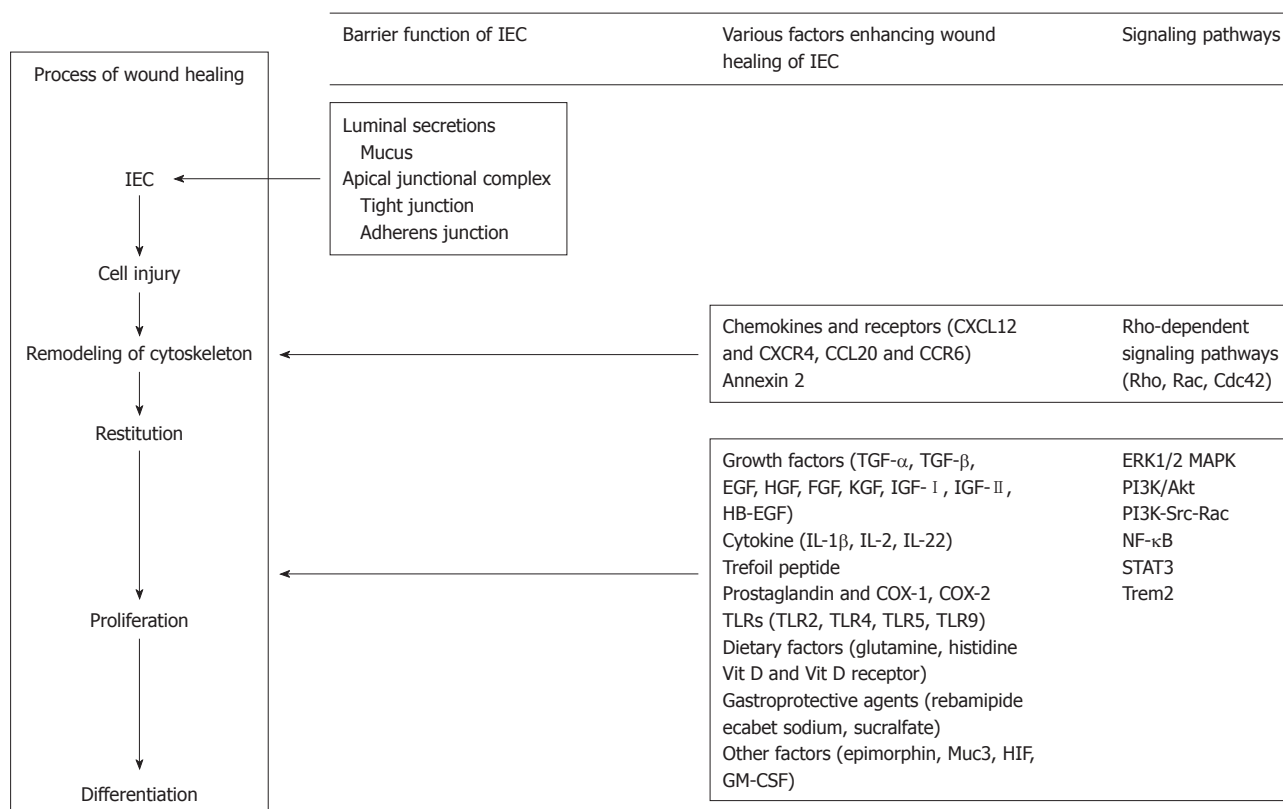 Barrier function of IEC
Various factors enhancing wound
healing of IEC
Signaling pathways
Process of wound healing
IEC
Cell injury
Remodeling of cytoskeleton
Restitution
Proliferation
Differentiation
Luminal secretions
Mucus
Apical junctional complex
Tight junction
Adherens junction
Chemokines and receptors (CXCL12
and CXCR4, CCL20 and CCR6)
Annexin 2
Rho-dependent
signaling pathways
(Rho, Rac, Cdc42)
Growth factors (TGF-α, TGF-β,
EGF, HGF, FGF, KGF, IGF-Ⅰ, IGF-Ⅱ,
HB-EGF)
Cytokine (IL-1β, IL-2, IL-22)
Trefoil peptide
Prostaglandin and COX-1, COX-2
TLRs (TLR2, TLR4, TLR5, TLR9)
Dietary factors (glutamine, histidine
Vit D and Vit D receptor)
Gastroprotective agents (rebamipide
ecabet sodium, sucralfate)
Other factors (epimorphin, Muc3, HIF,
GM-CSF)
ERK1/2 MAPK
PI3K/Akt
PI3K-Src-Rac
NF-κB
STAT3
Trem2